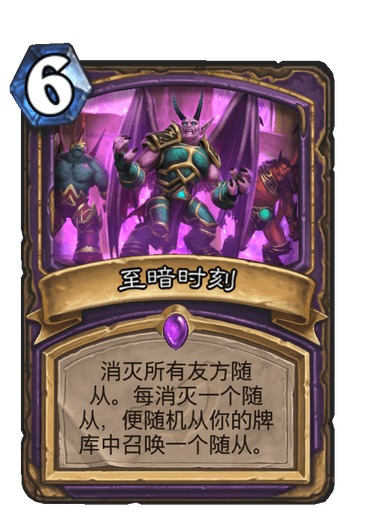 6
至暗时刻
消灭所有友方随
从。每消灭一个随
从，便随机从你的牌
库中召唤一个随从。